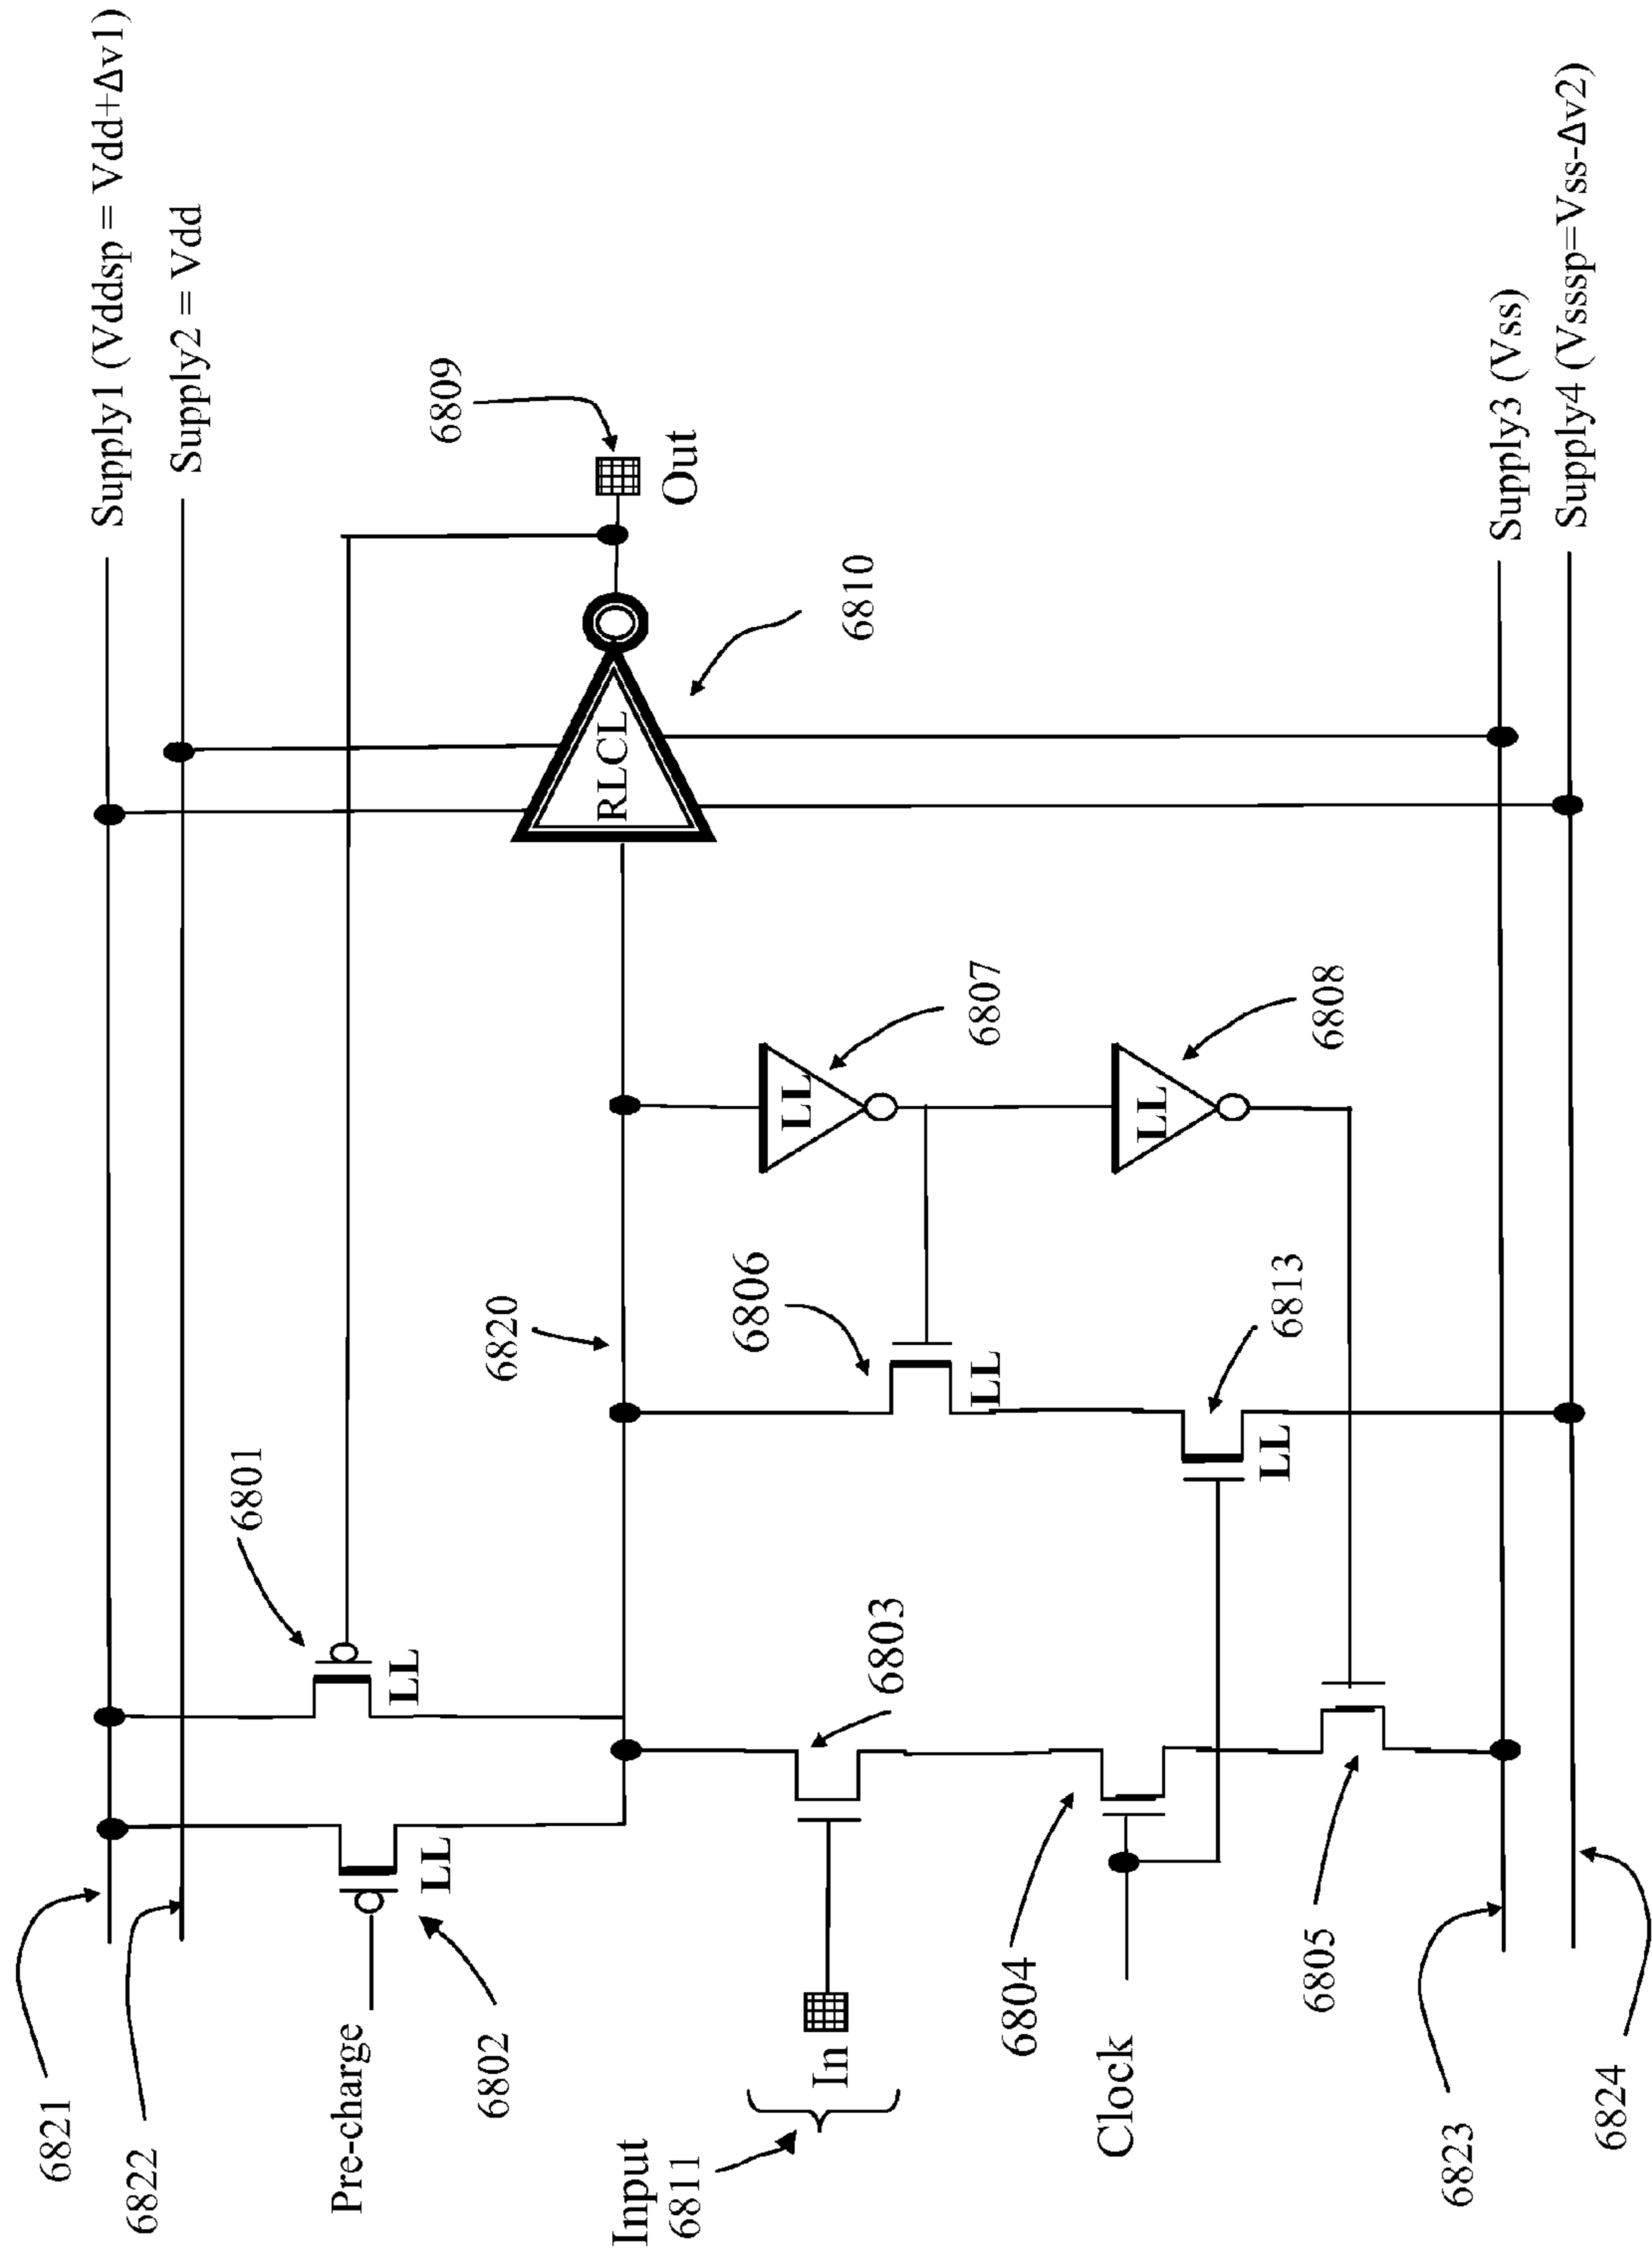 Supply1 (Vddsp = Vdd+Δv1)
Supply2 = Vdd
6821
6822
Pre-charge
6802
LL
6801
LL
6809
Out
RLCL
6810
6820
Input
6811
In
6803
6806
LL
LL
6807
Clock
6804
6805
6813
LL
LL
6808
6823
6824
Supply3 (Vss)
Supply4 (Vsssp=Vss-Δv2)